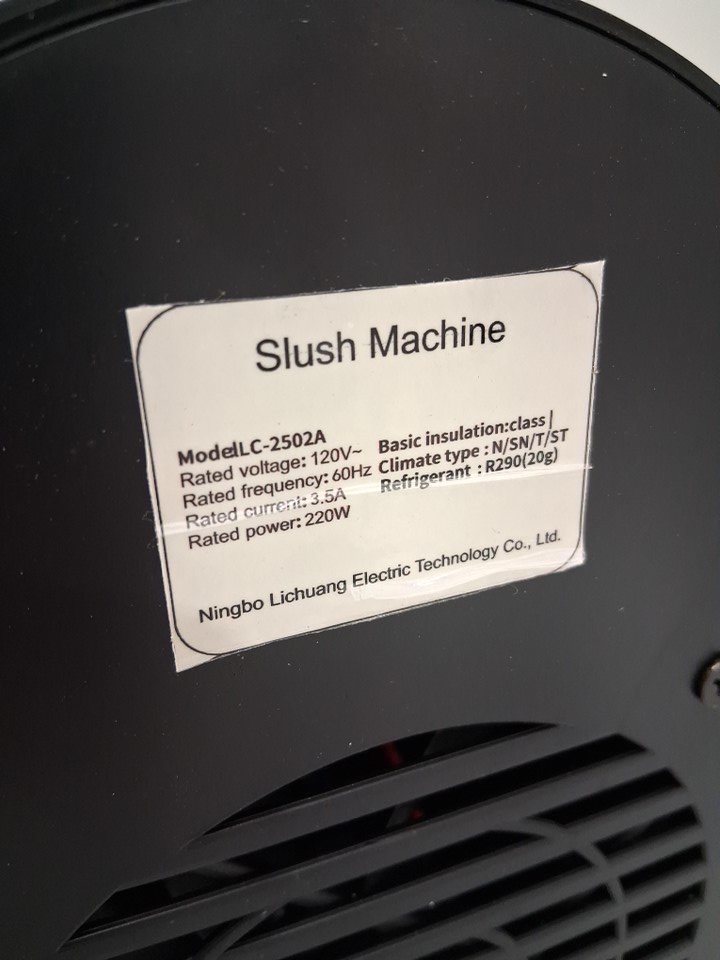 Slush Machine
ModelLC-2502A
Rated voltage: 120V~
Rated frequency: 60Hz
Rated current: 3.5A
Rated power: 220W
Basic insulation:class|
Climate type : N/SN/T/ST
Refrigerant : R290(20g)
Ningbo Lichuang Electric Technology Co., Ltd.